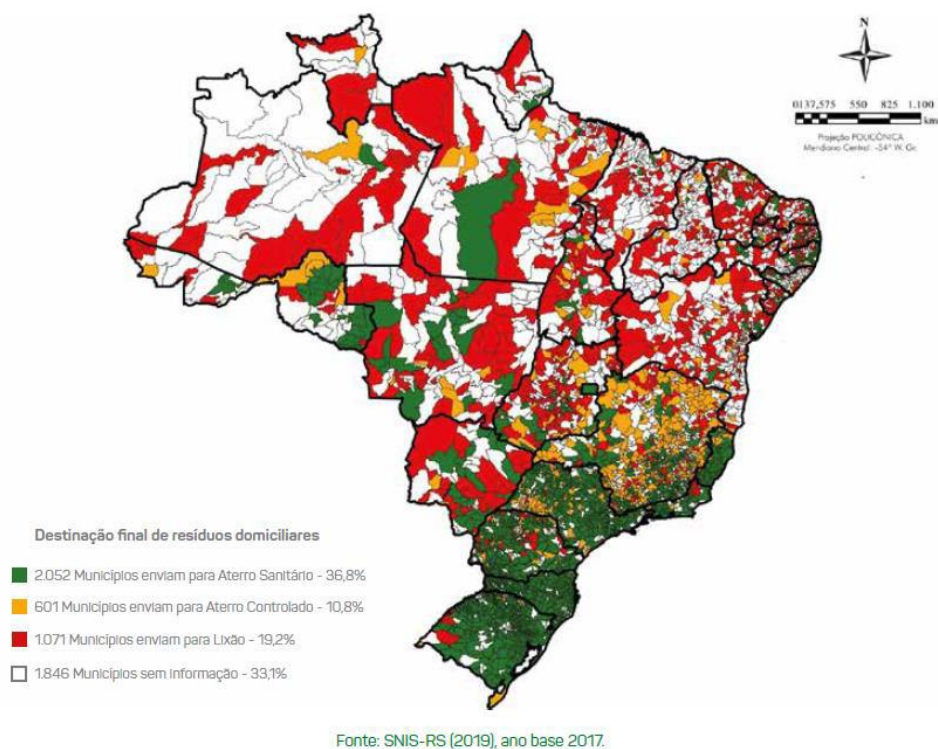 N
0137,575 550 825 1.100
km
Projeção POLICÔNICA
Meridiano Central: -54° W. Gr.
Destinação final de resíduos domiciliares
2.052 Municípios enviam para Aterro Sanitário - 36,8%
601 Municípios enviam para Aterro Controlado - 10,8%
1.071 Municípios enviam para Lixão - 19,2%
1.846 Municípios sem informação - 33,1%
Fonte: SNIS-RS (2019), ano base 2017.